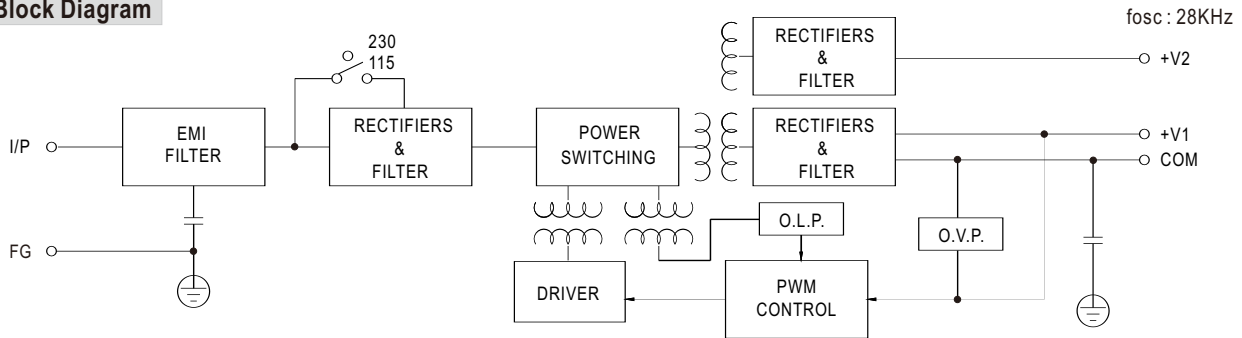 Block Diagram
fosc : 28KHz
230
115
I/P
EMI
FILTER
RECTIFIERS
&
FILTER
POWER
SWITCHING
RECTIFIERS
&
FILTER
+V2
RECTIFIERS
&
FILTER
+V1
COM
FG
O.L.P.
O.V.P.
DRIVER
PWM
CONTROL